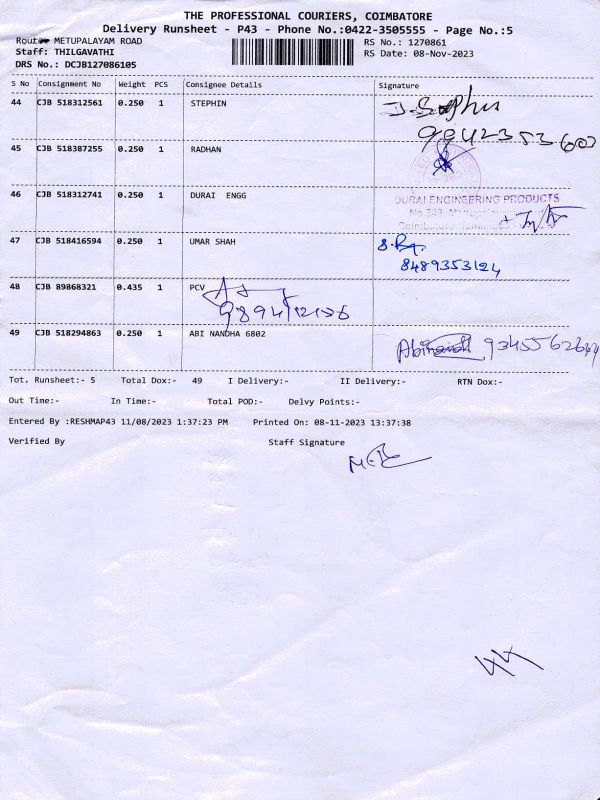 THE PROFESSIONAL COURIERS, COIMBATORE
Delivery Runsheet - P43 - Phone No.:0422-3505555 - Page No.:5
Route METUPALAYAM ROAD
Staff: THILGAVATHI
DRS No.: DCJB127086105
RS No.: 1270861
RS Date: 08-Nov-2023
S No Consignment No Weight PCS Consignee Details Signature
44 CJB 518312561 0.250 1 STEPHIN
45 CJB 518387255 0.250 1 RADHAN
46 CJB 518312741 0.250 1 DURAI ENGG
DURAI ENGINEERING PRODUCTS
47 CJB 518416594 0.250 1 UMAR SHAH
8489353124
48 CJB 89868321 0.435 1 PCV
49 CJB 518294863 0.250 1 ABI NANDHA 6802
Tot. Runsheet:- 5 Total Dox:- 49 I Delivery:- II Delivery:- RTN Dox:-
Out Time:- In Time:- Total POD:- Delvy Points:-
Entered By :RESHMAP43 11/08/2023 1:37:23 PM Printed On: 08-11-2023 13:37:38
Verified By Staff Signature
44